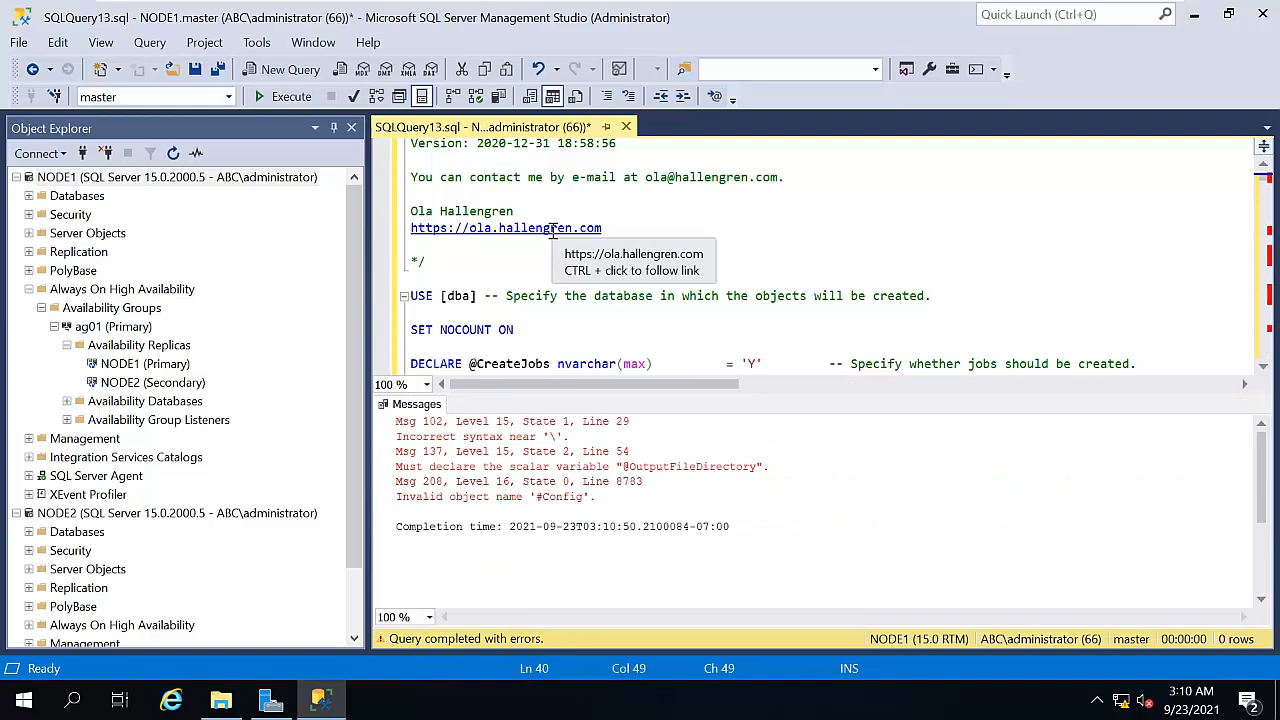 SQLQuery13.sql - NODE1.master (ABC\administrator (66))* - Microsoft SQL Server Management Studio (Administrator)
Quick Launch (Ctrl+Q)
File Edit View Query Project Tools Window Help
New Query
MDX DMX XMLA DAX
master
Execute
Object Explorer
SQLQuery13.sql - N...administrator (66))*
Connect
NODE1 (SQL Server 15.0.2000.5 - ABC\administrator)
Databases
Security
Server Objects
Replication
PolyBase
Always On High Availability
Availability Groups
ag01 (Primary)
Availability Replicas
NODE1 (Primary)
NODE2 (Secondary)
Availability Databases
Availability Group Listeners
Management
Integration Services Catalogs
SQL Server Agent
XEvent Profiler
NODE2 (SQL Server 15.0.2000.5 - ABC\administrator)
Databases
Security
Server Objects
Replication
PolyBase
Always On High Availability
Management
Version: 2020-12-31 18:58:56
You can contact me by e-mail at ola@hallengren.com.
Ola Hallengren
https://ola.hallengren.com
https://ola.hallengren.com
CTRL + click to follow link
*/
USE [dba] -- Specify the database in which the objects will be created.
SET NOCOUNT ON
DECLARE @CreateJobs nvarchar(max) = 'Y' -- Specify whether jobs should be created.
100 %
Messages
Msg 102, Level 15, State 1, Line 29
Incorrect syntax near '\'.
Msg 137, Level 15, State 2, Line 54
Must declare the scalar variable "@OutputFileDirectory".
Msg 208, Level 16, State 0, Line 8783
Invalid object name '#Config'.
Completion time: 2021-09-23T03:10:50.2100084-07:00
100 %
Query completed with errors.
NODE1 (15.0 RTM) ABC\administrator (66) master 00:00:00 0 rows
Ready
Ln 40 Col 49 Ch 49 INS
3:10 AM
9/23/2021
2